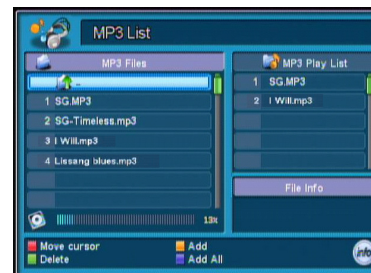 MP3 List
MP3 Files
..
1 SG.MP3
2 SG-Timeless.mp3
3 I Will.mp3
4 Lissang blues.mp3
13%
MP3 Play List
1 SG.MP3
2 I Will.mp3
File Info
Move cursor
Add
Delete
Add All
info